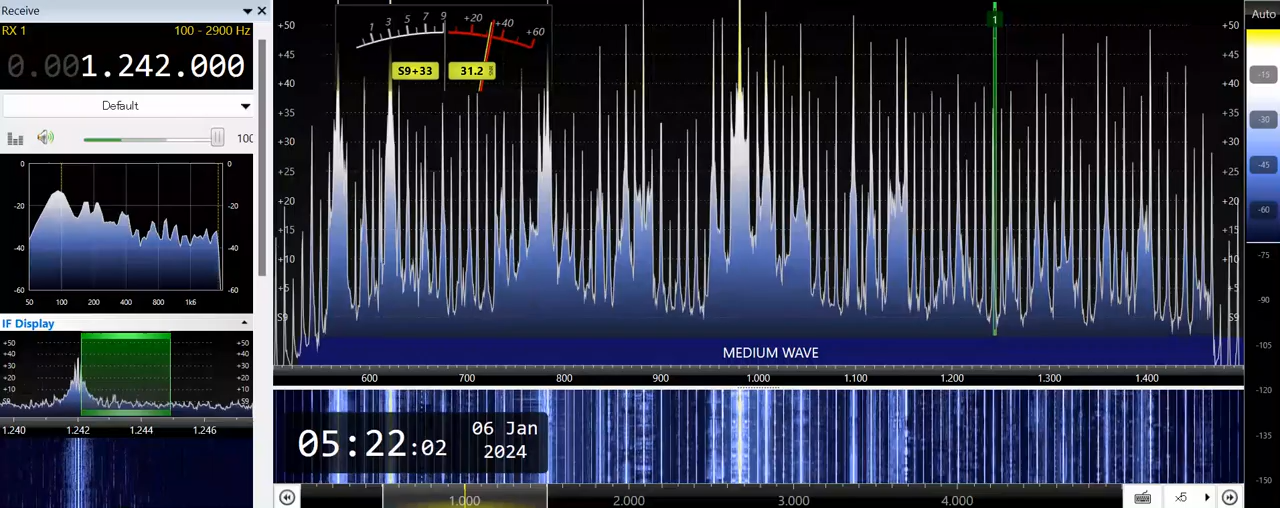 Receive
RX 1 100 - 2900 Hz
0.001.242.000
Default
100
0 0
-20 -20
-40 -40
-60 -60
50 100 200 400 800 1k6
IF Display
+50 +50
+40 +40
+30 +30
+20 +20
+10 +10
S9 S9
1.240 1.242 1.244 1.246
1 3 5 7 9 +20 +40 +60
S9+33 31.2
1
+50 +50
+45 +45
+40 +40
+35 +35
+30 +30
+25 +25
+20 +20
+15 +15
+10 +10
+5 +5
S9 S9
MEDIUM WAVE
600 700 800 900 1.000 1.100 1.200 1.300 1.400
05:22:02 06 Jan
2024
1.000 2.000 3.000 4.000
x5
Auto
-15
-30
-45
-60
-75
-90
-105
-120
-135
-150